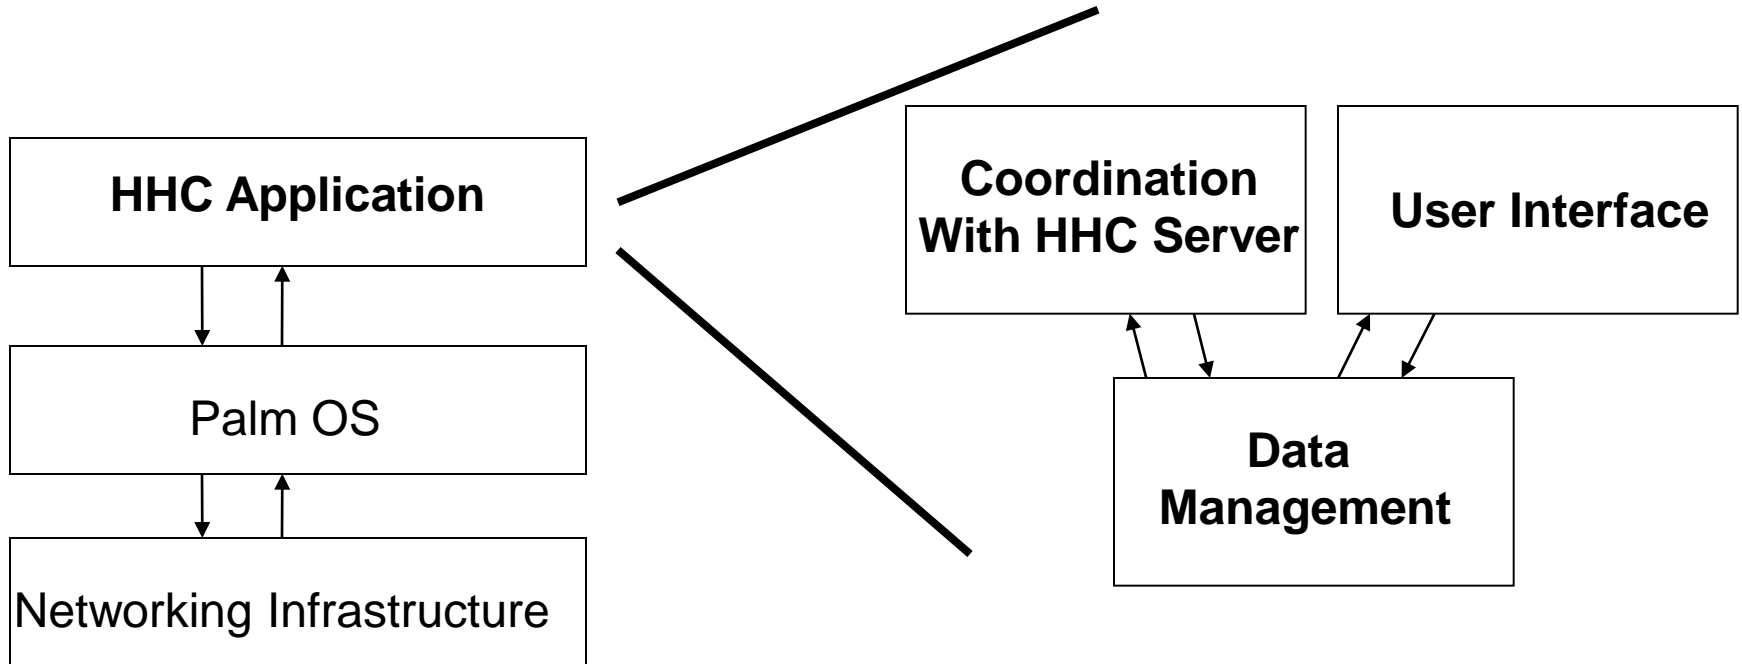 HHC Application
Palm OS
Networking Infrastructure
Coordination
With HHC Server
User Interface
Data
Management